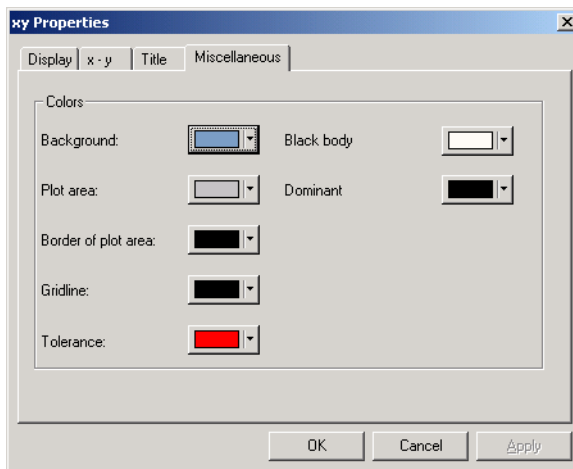 xy Properties
Display x - y Title Miscellaneous
Colors
Background: Black body
Plot area: Dominant
Border of plot area:
Gridline:
Tolerance:
OK Cancel Apply